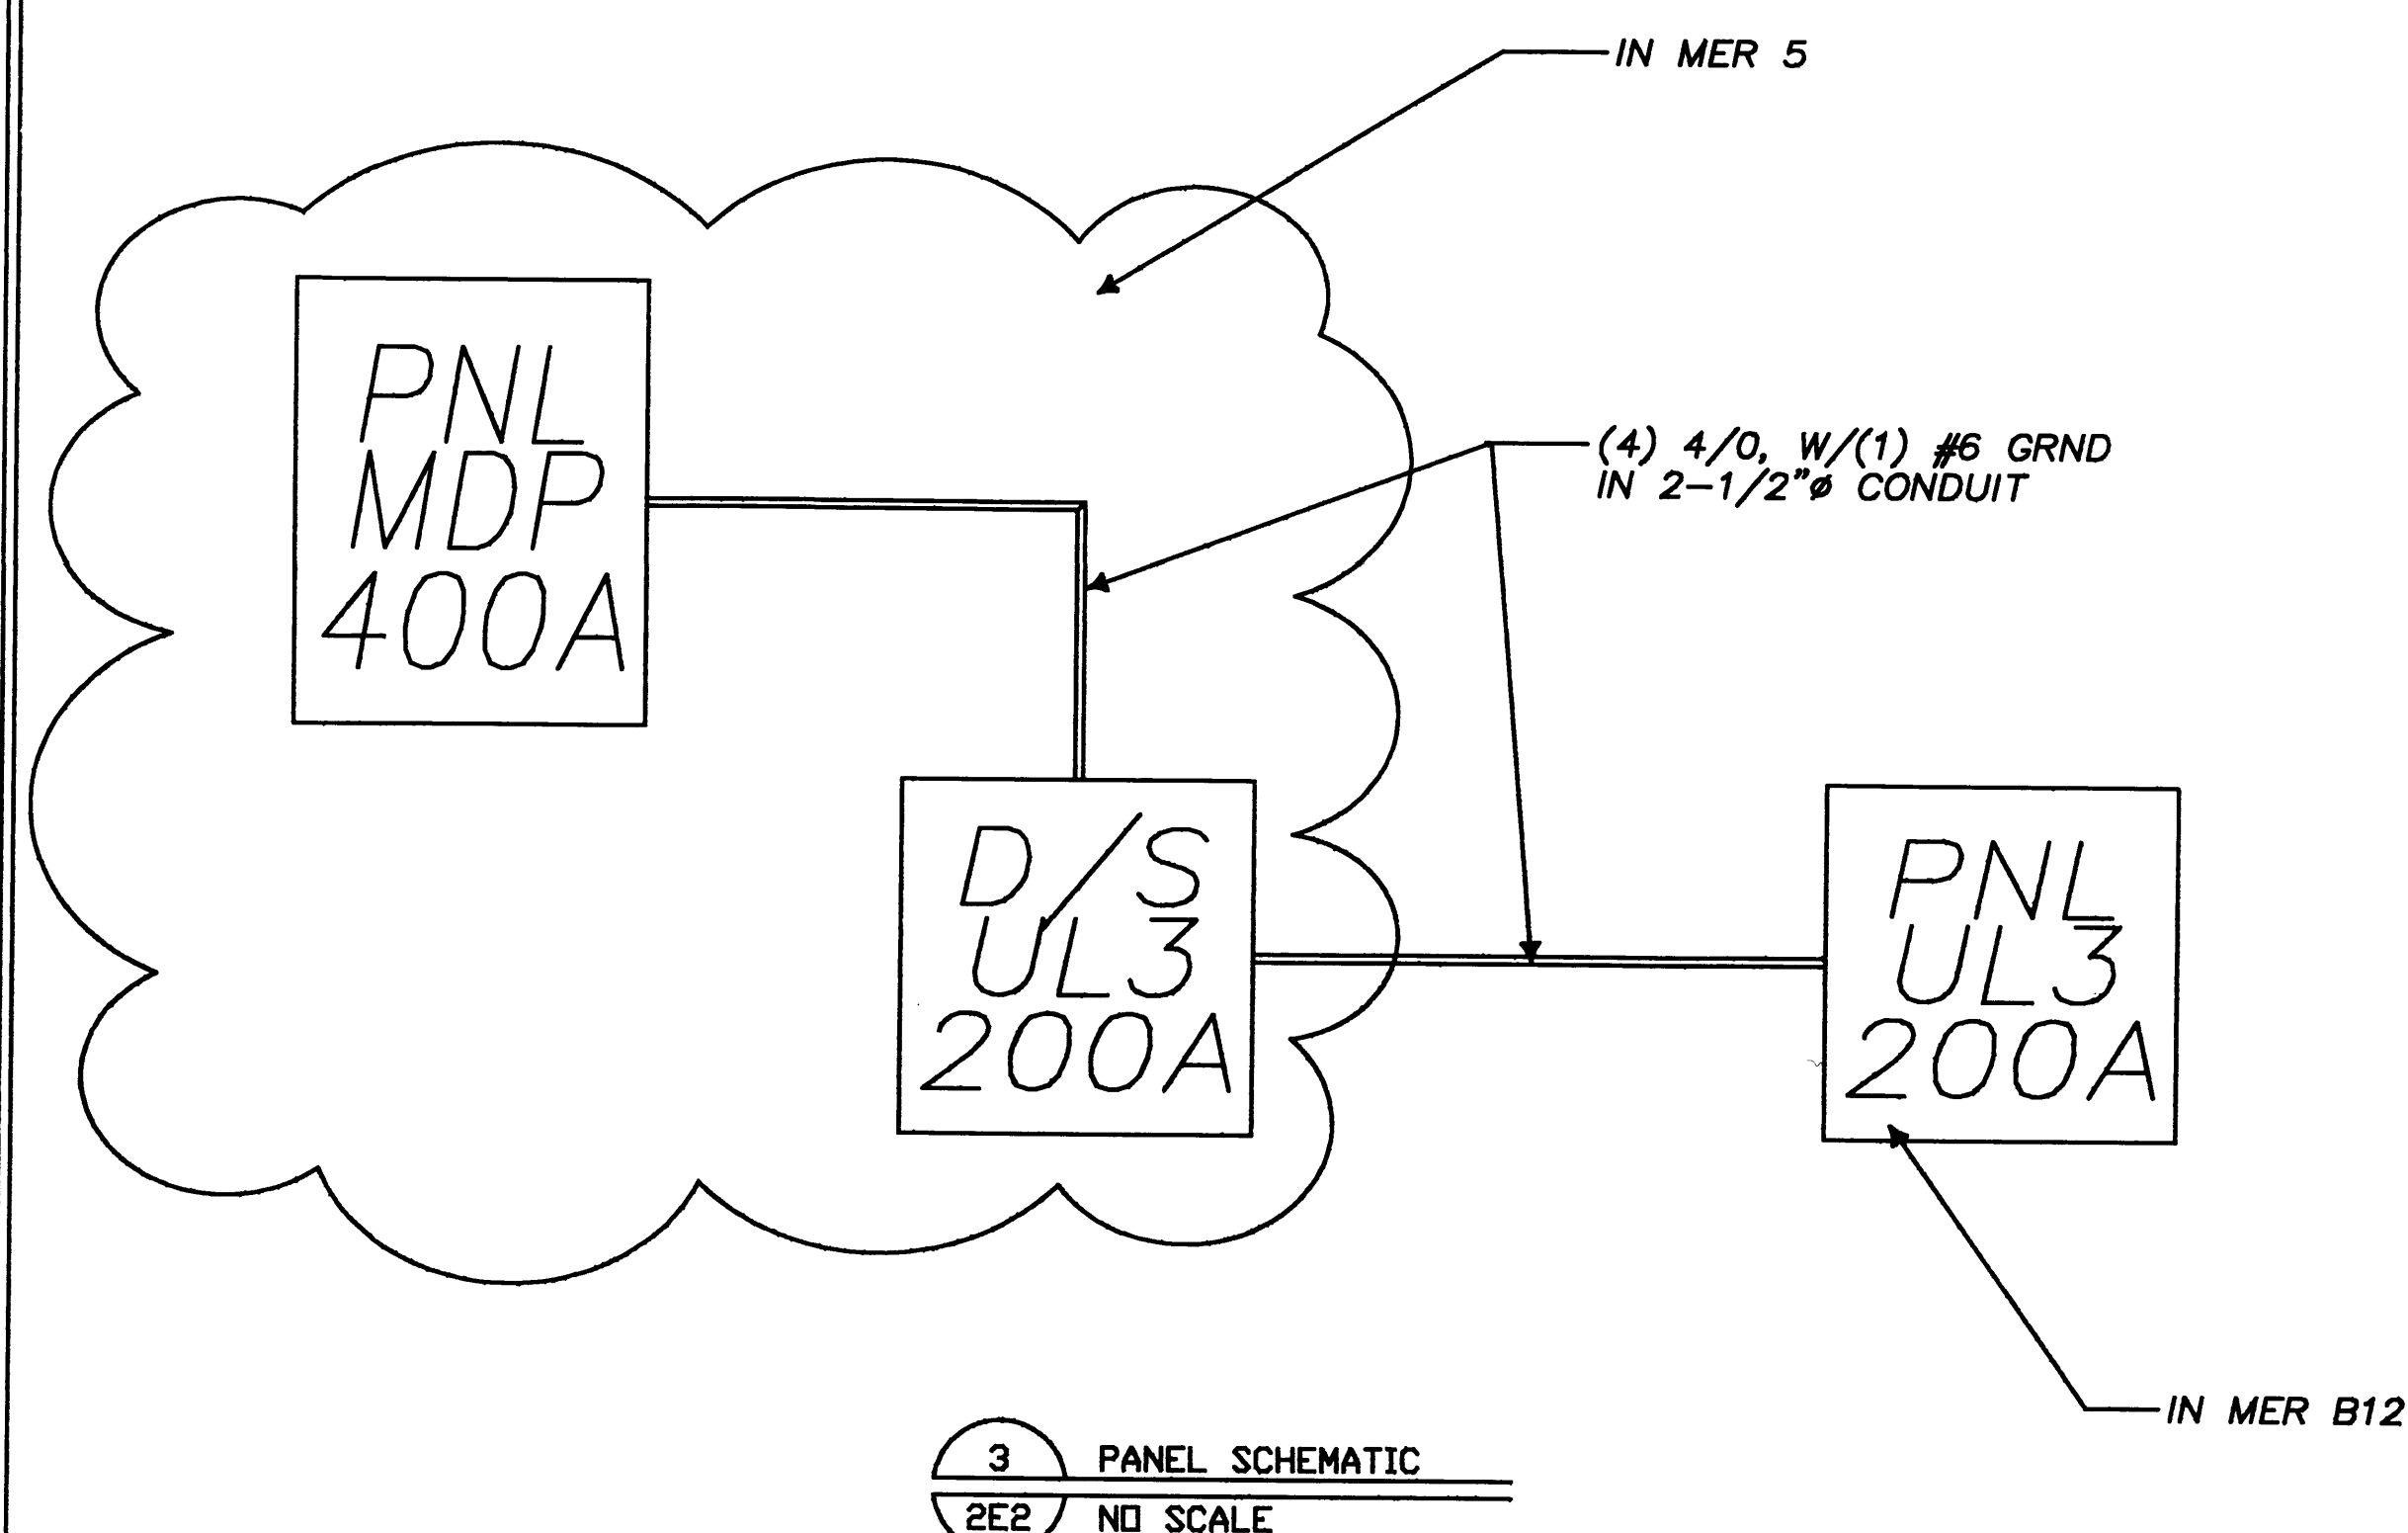 IN MER 5
PNL
MDP
400A
(4) 4/0, W/(1) #6 GRND
IN 2-1/2"ø CONDUIT
D/S
UL3
200A
PNL
UL3
200A
IN MER B12
3 PANEL SCHEMATIC
2E2 NO SCALE